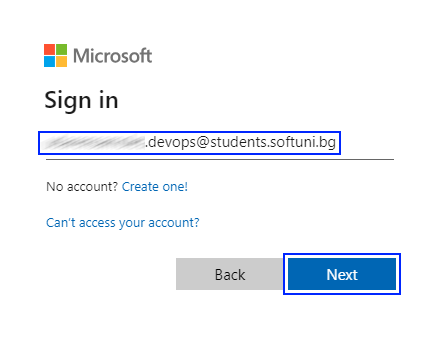 Microsoft
Sign in
.devops@students.softuni.bg
No account? Create one!
Can't access your account?
Back
Next